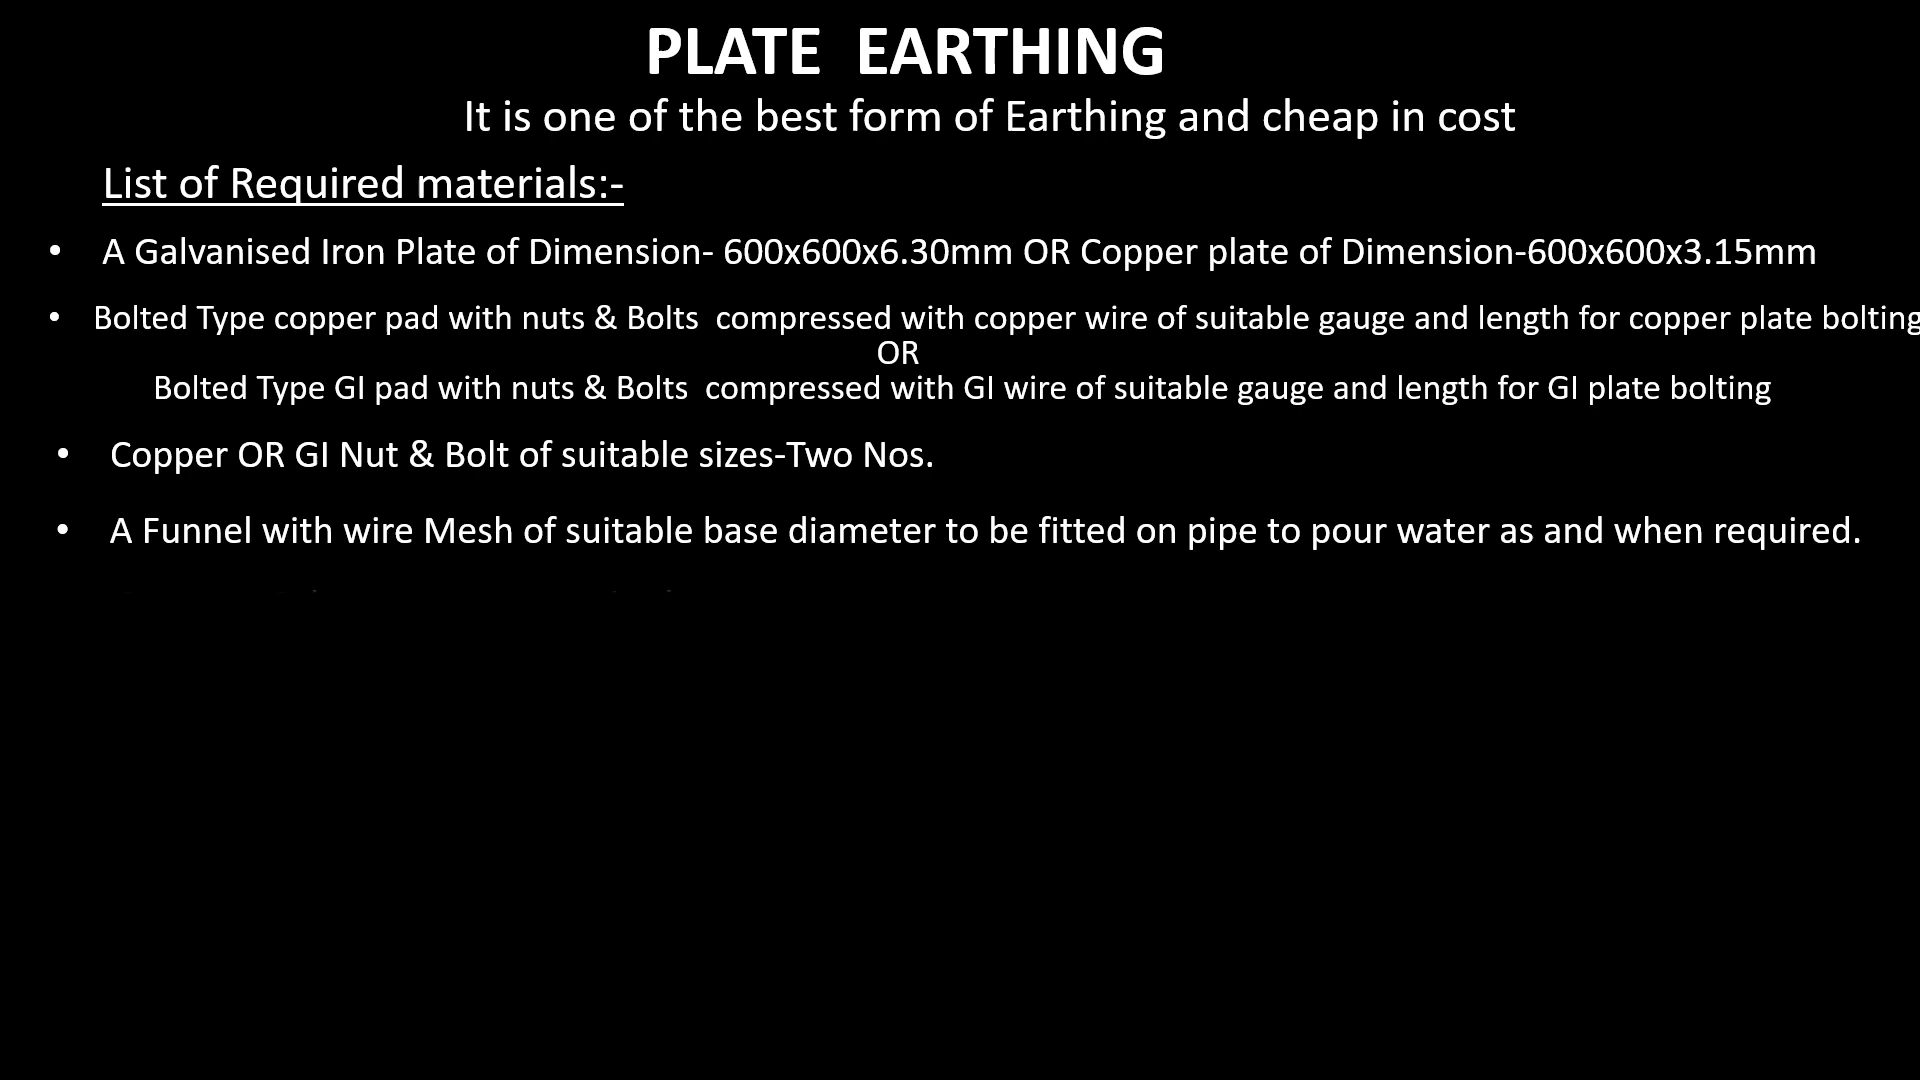 PLATE EARTHING
It is one of the best form of Earthing and cheap in cost
List of Required materials:-
• A Galvanised Iron Plate of Dimension- 600x600x6.30mm OR Copper plate of Dimension-600x600x3.15mm
• Bolted Type copper pad with nuts & Bolts compressed with copper wire of suitable gauge and length for copper plate bolting
OR
Bolted Type GI pad with nuts & Bolts compressed with GI wire of suitable gauge and length for GI plate bolting
• Copper OR GI Nut & Bolt of suitable sizes-Two Nos.
• A Funnel with wire Mesh of suitable base diameter to be fitted on pipe to pour water as and when required.